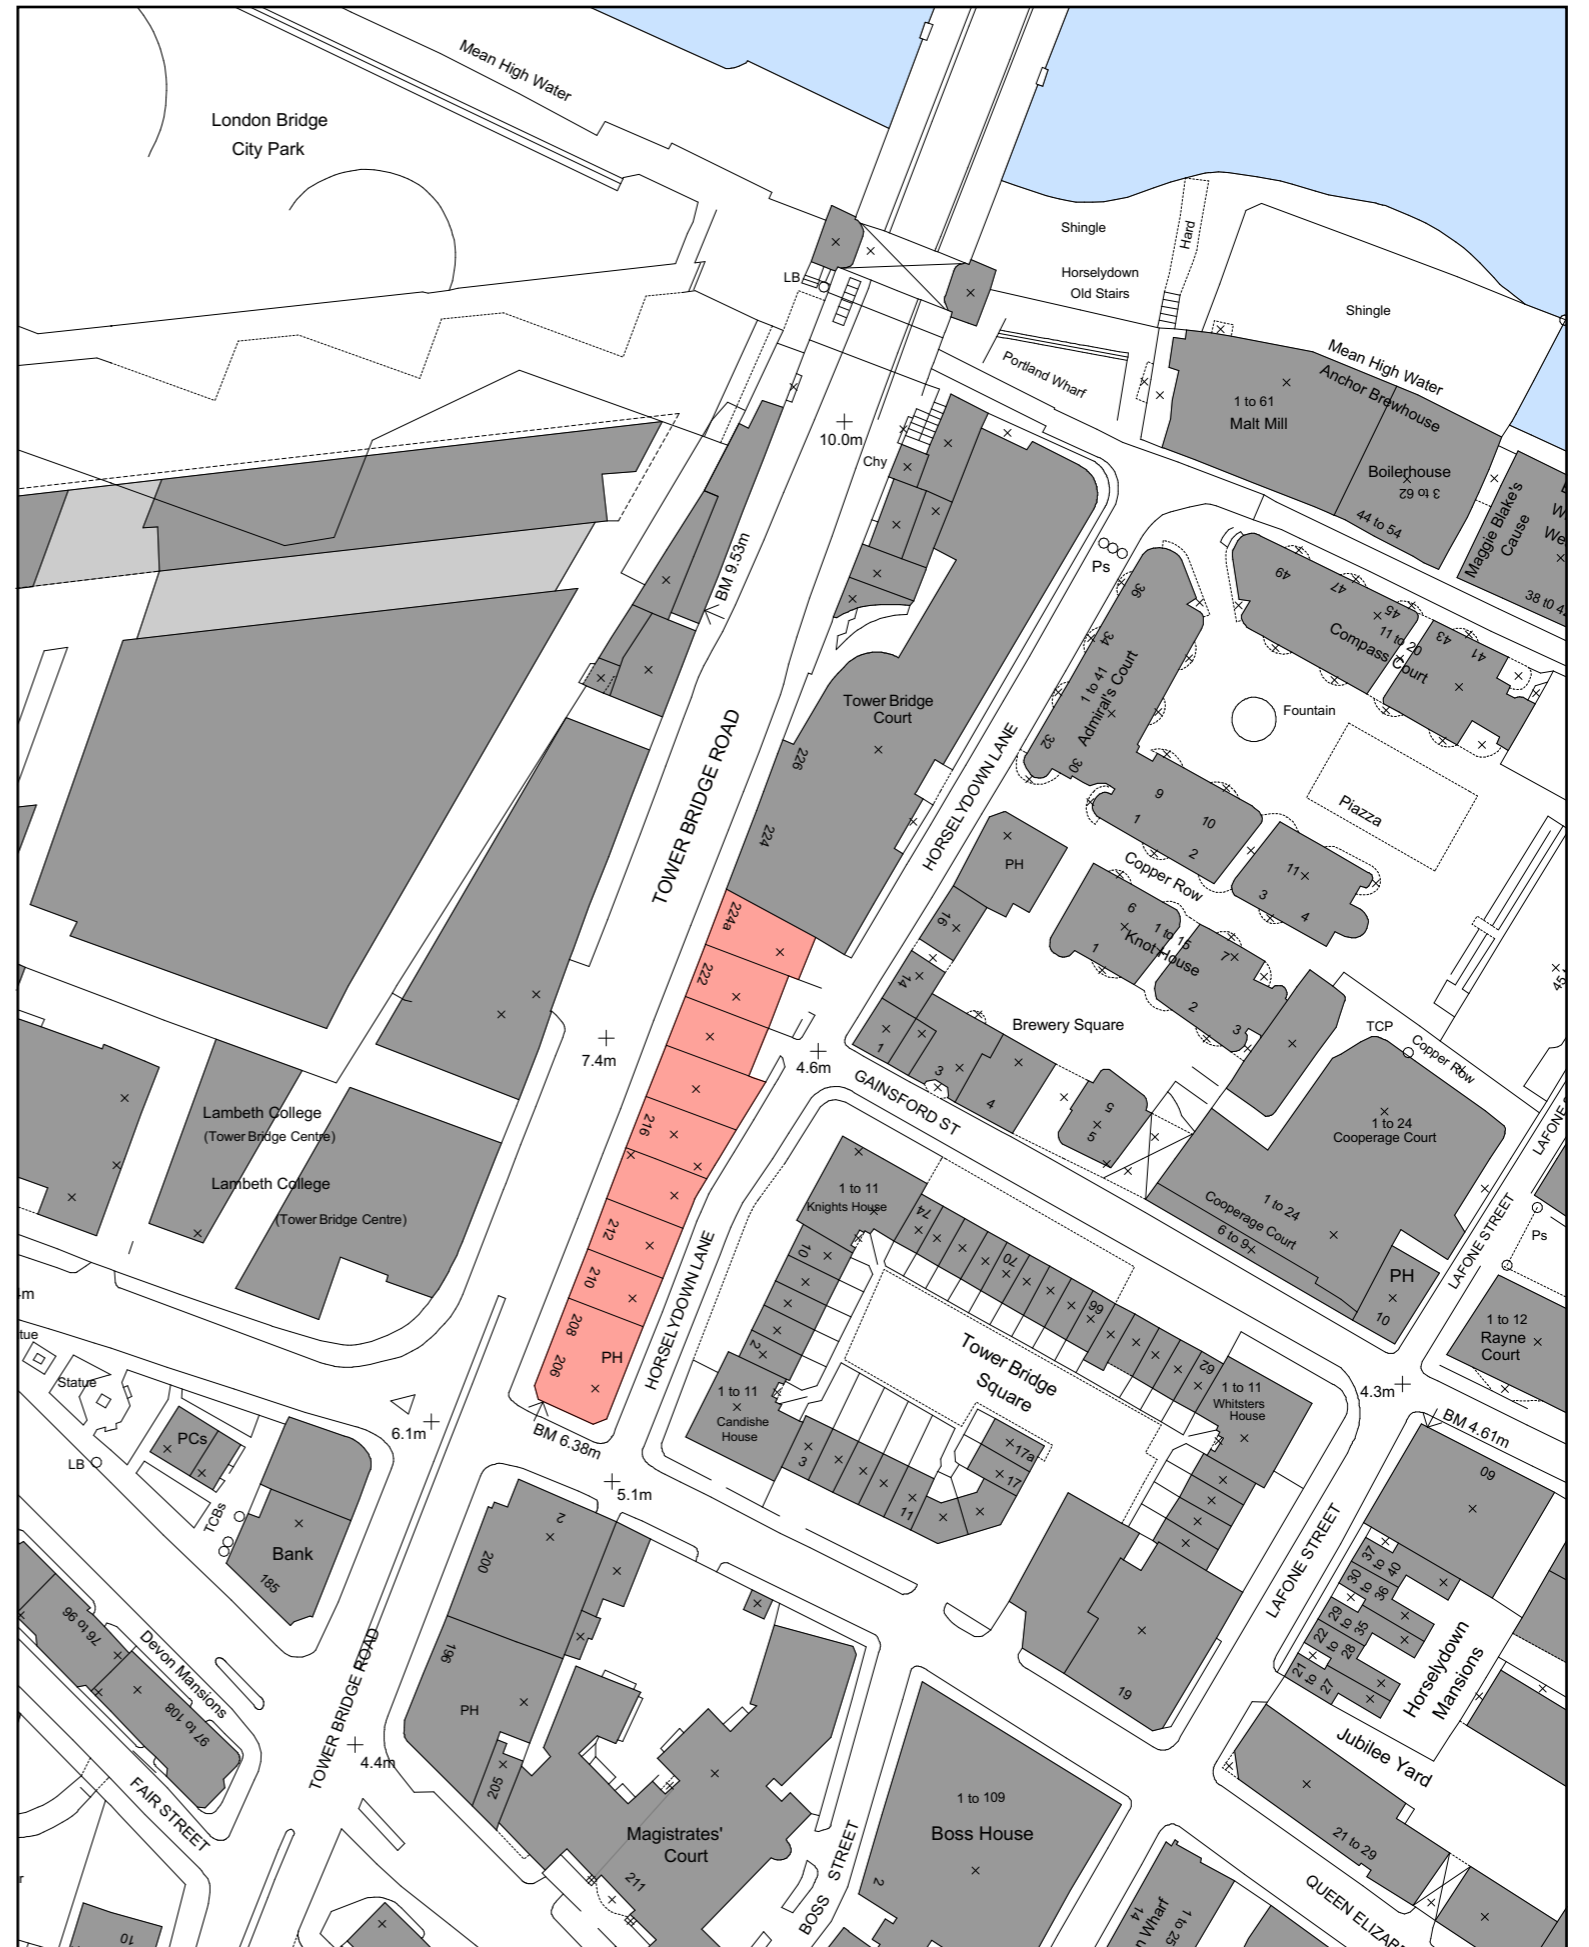 Mean High Water
London Bridge
City Park
Shingle
Hard
Horselydown
Old Stairs
Shingle
LB
Portland Wharf
Mean High Water
Anchor Brewhouse
1 to 61
Malt Mill
10.0m
Chy
Boilerhouse
3 to 62
44 to 54
Maggie Blake's
Cause
BM 9.53m
Ps
36
34
49
47
45
43
41
11 to 20
Compass Court
1 to 41
Admiral's Court
32
30
Fountain
Tower Bridge
Court
226
224
TOWER BRIDGE ROAD
HORSELYDOWN LANE
Piazza
9
1
10
2
PH
Copper Row
11
3
4
6
1 to 15
Knot House
1
7
2
3
16
14
224a
222
Brewery Square
TCP
Copper Row
7.4m
4.6m
1
3
4
5
5
GAINSFORD ST
LAFONE
1 to 24
Cooperage Court
Lambeth College
(Tower Bridge Centre)
Lambeth College
(Tower Bridge Centre)
216
212
210
208
206
PH
HORSELYDOWN LANE
1 to 11
Knights House
74
70
66
62
10
2
1 to 24
Cooperage Court
6 to 9
PH
10
LAFONE STREET
Ps
1 to 12
Rayne
Court
Statue
PCs
LB
TCBs
6.1m
BM 6.38m
5.1m
1 to 11
Candishe
House
3
11
17a
17
Tower Bridge
Square
1 to 11
Whitsters
House
4.3m
BM 4.61m
60
Bank
185
200
2
196
PH
205
76 to 96
Devon Mansions
97 to 108
TOWER BRIDGE ROAD
4.4m
FAIR STREET
LAFONE STREET
37
to
40
30
to
36
29
to
35
22
to
28
21
to
27
Horselydown
Mansions
19
Jubilee Yard
Magistrates'
Court
211
BOSS STREET
1 to 109
Boss House
2
21 to 29
10
14
1 to 25